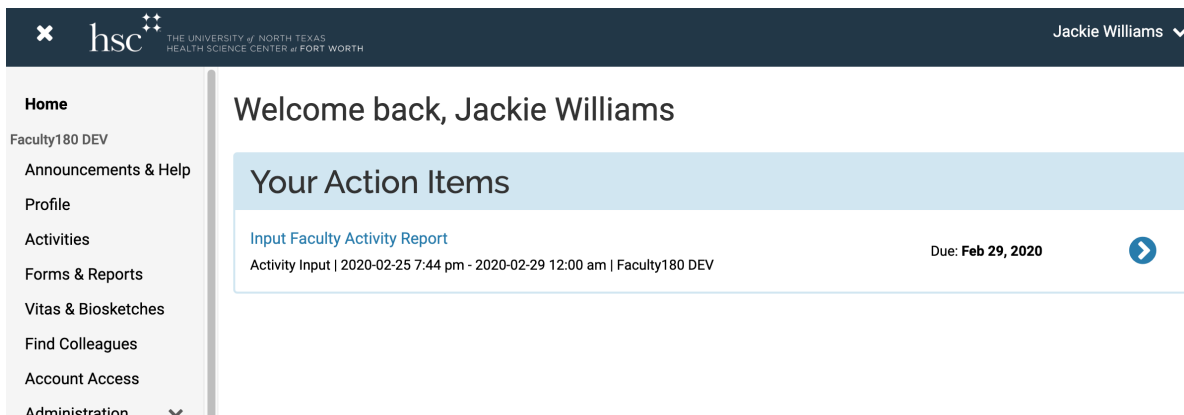 hsc
THE UNIVERSITY of NORTH TEXAS
HEALTH SCIENCE CENTER at FORT WORTH
Jackie Williams
Home
Faculty180 DEV
Announcements & Help
Profile
Activities
Forms & Reports
Vitas & Biosketches
Find Colleagues
Account Access
Administration
Welcome back, Jackie Williams
Your Action Items
Input Faculty Activity Report
Activity Input | 2020-02-25 7:44 pm - 2020-02-29 12:00 am | Faculty180 DEV
Due: Feb 29, 2020